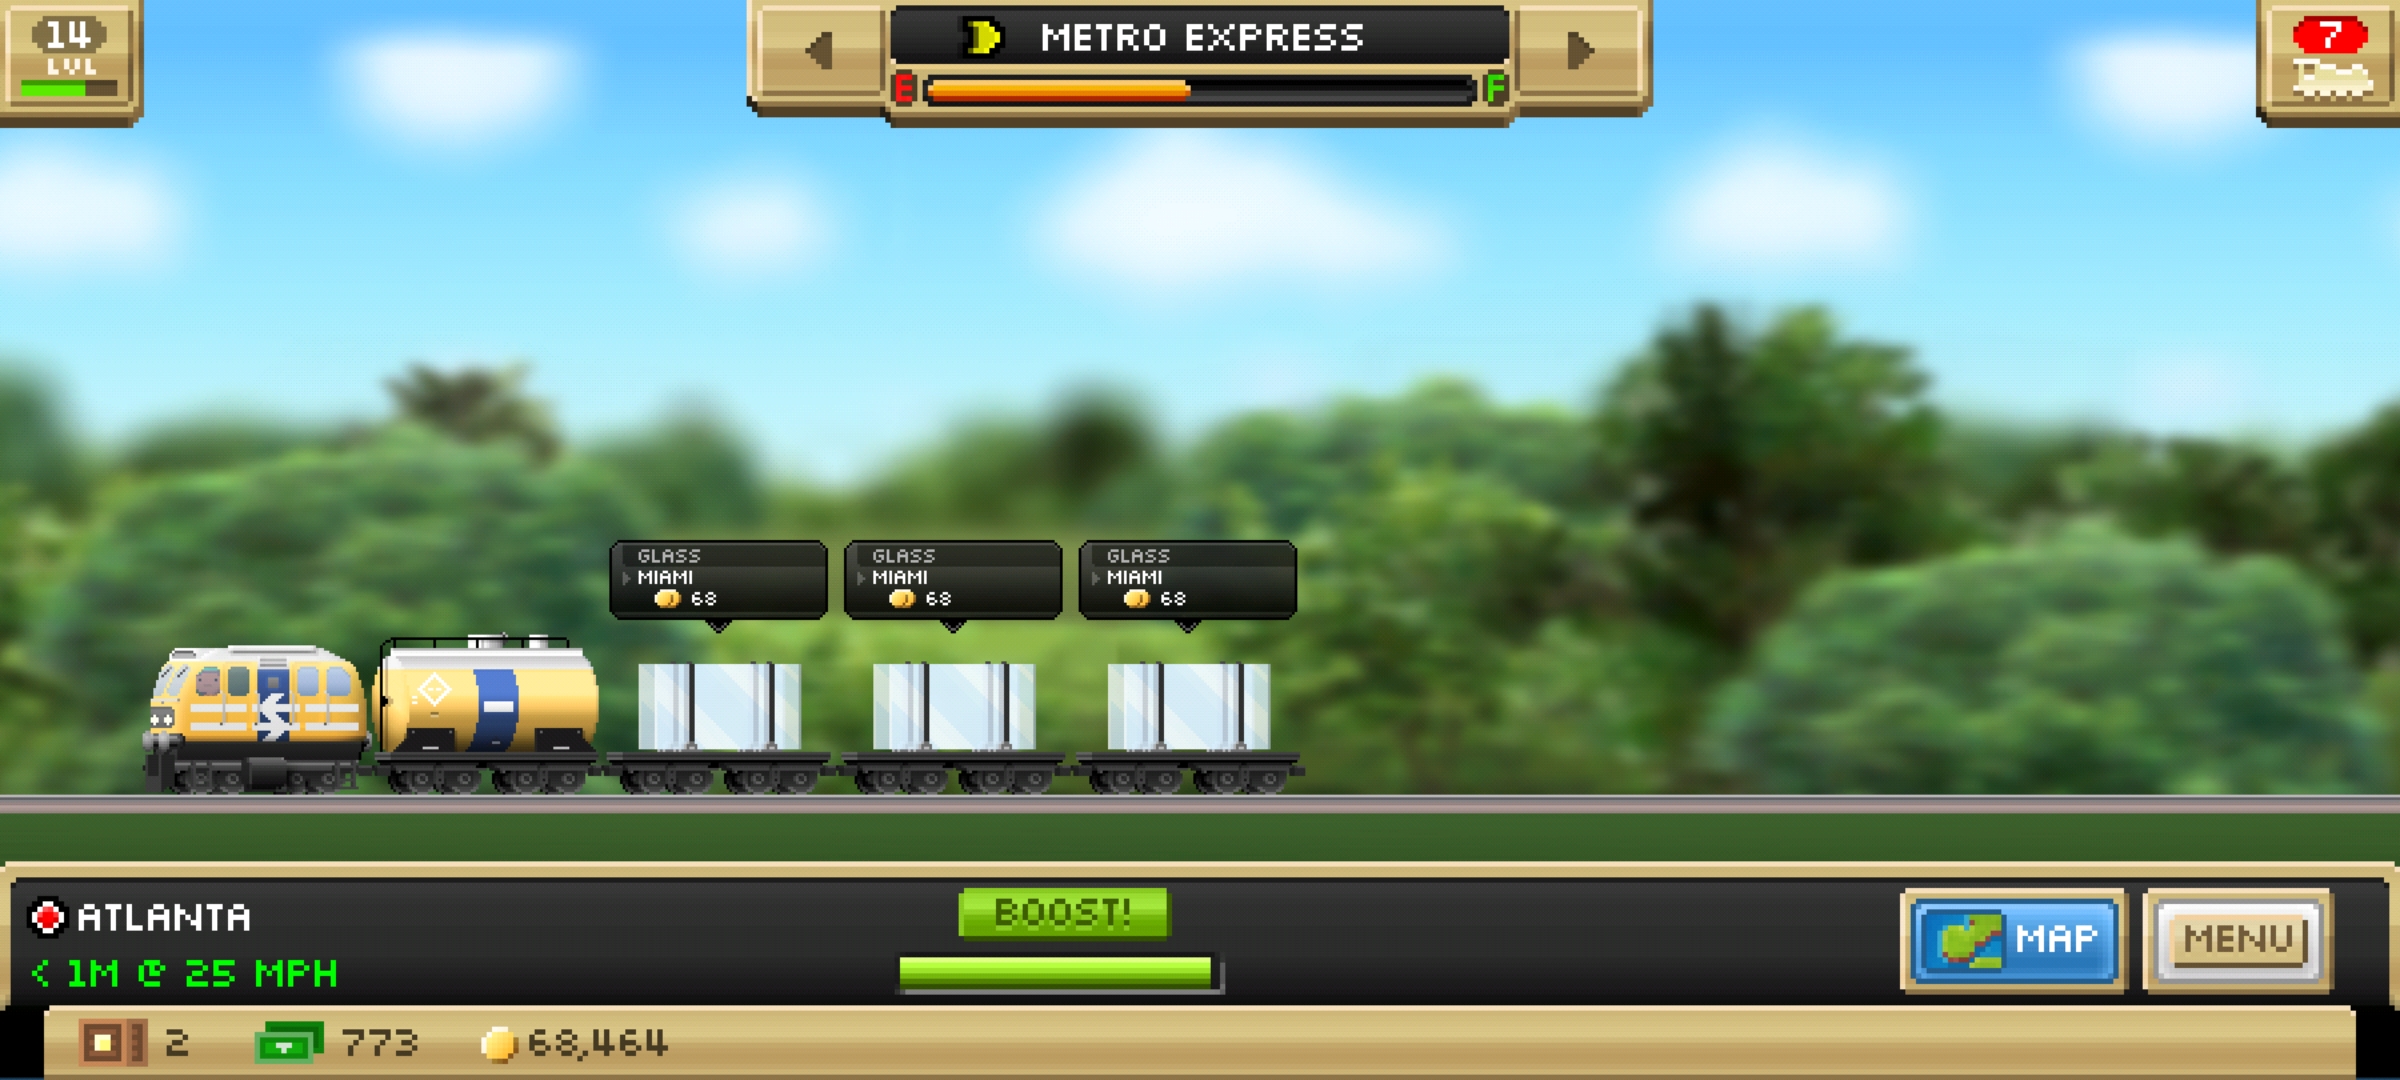 14
LVL
METRO EXPRESS
E
F
7
GLASS
MIAMI
68
GLASS
MIAMI
68
GLASS
MIAMI
68
ATLANTA
< 1M @ 25 MPH
BOOST!
MAP
MENU
2
773
68,464